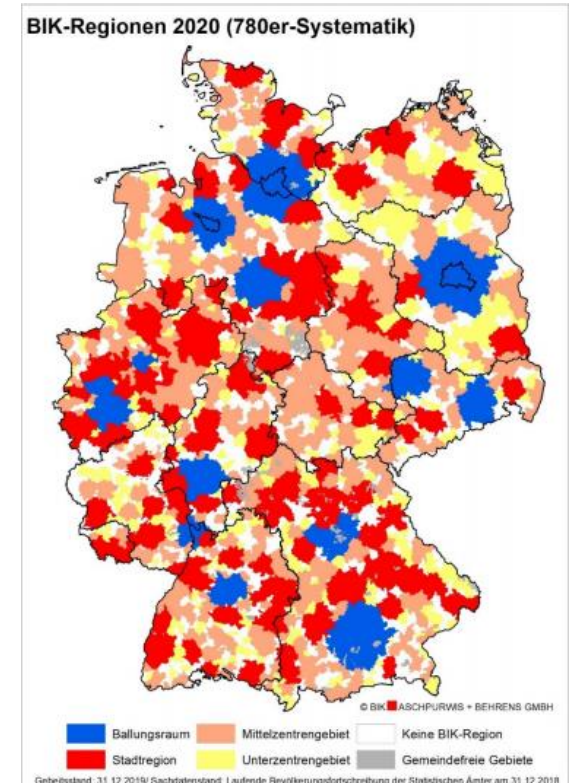 BIK-Regionen 2020 (780er-Systematik)
© BIK ASCHPURWIS + BEHRENS GMBH
Ballungsraum Mittelzentrengebiet Keine BIK-Region
Stadtregion Unterzentrengebiet Gemeindefreie Gebiete
Gebietsstand: 31.12.2019/ Sachdatenstand: Laufende Bevölkerungsfortschreibung der Statistischen Ämter am 31.12.2018